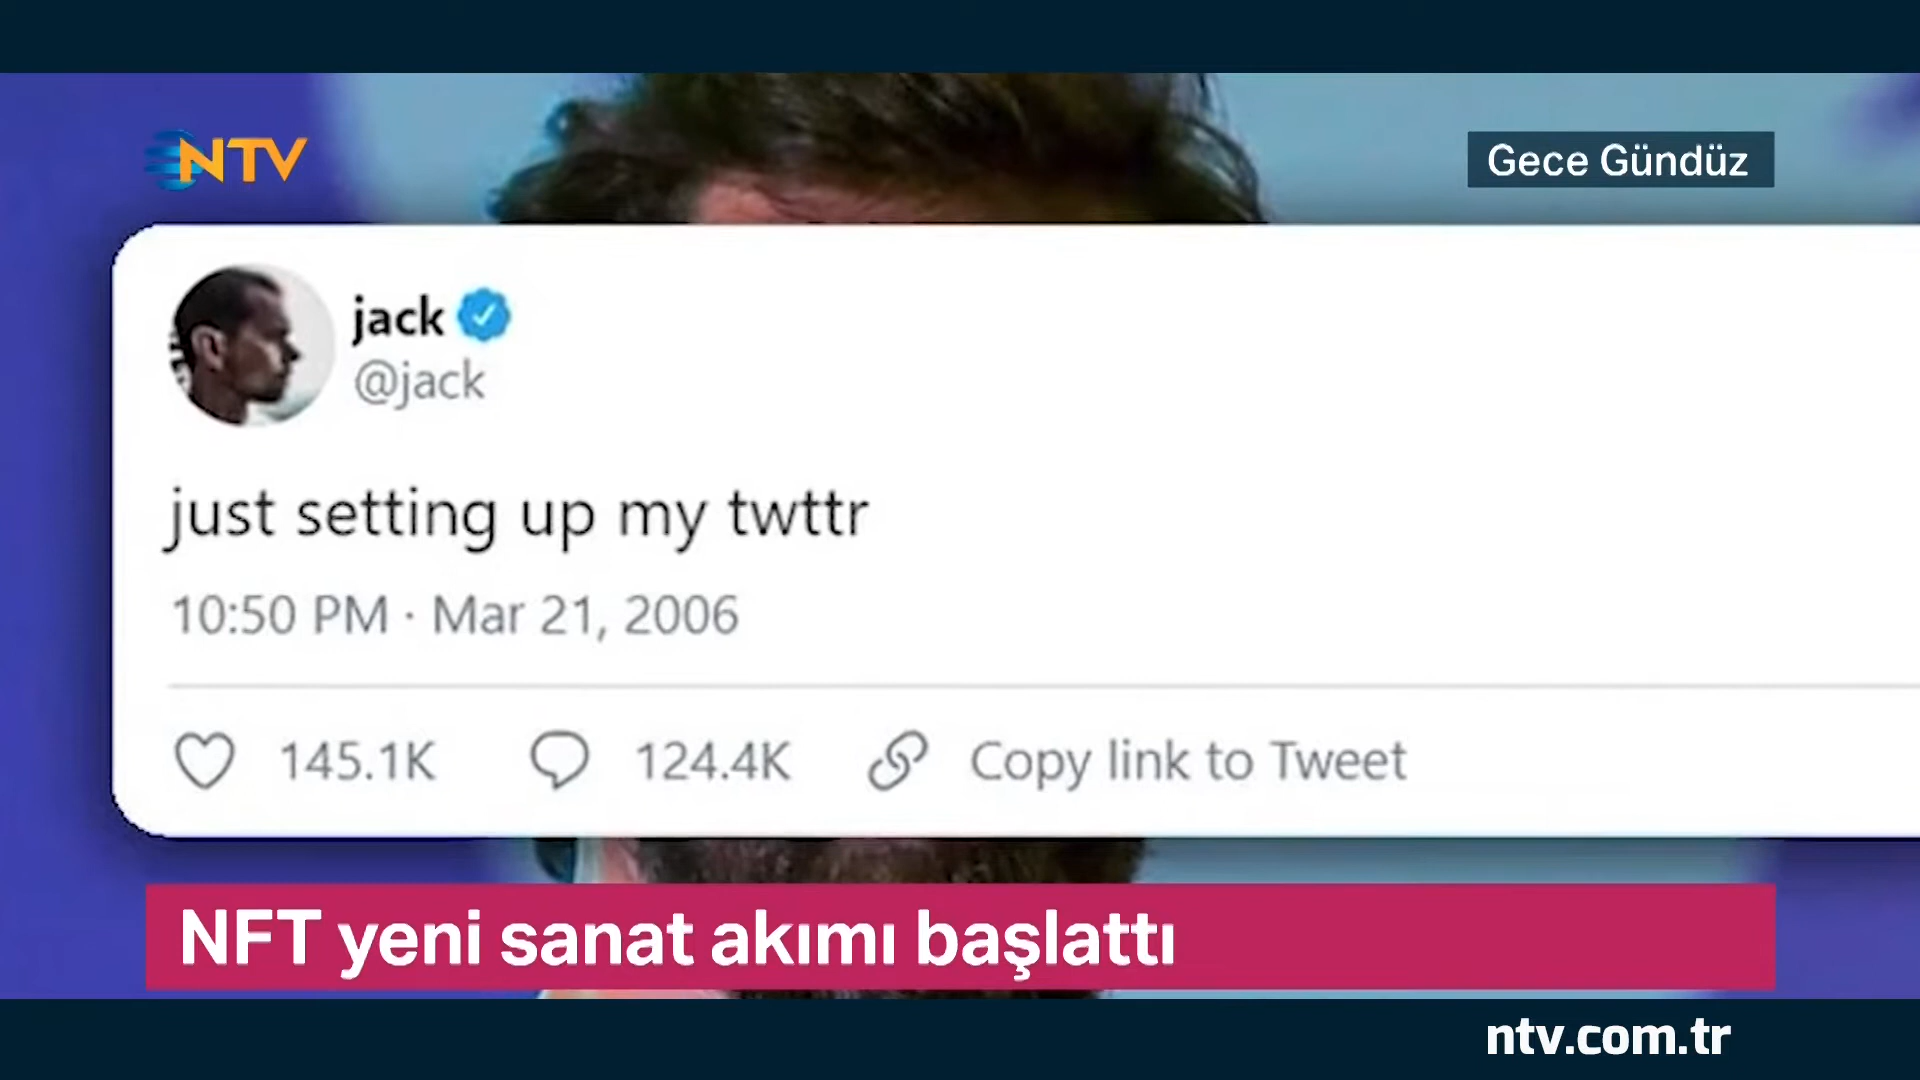 NTV
Gece Gündüz
jack
@jack
just setting up my twttr
10:50 PM · Mar 21, 2006
145.1K 124.4K Copy link to Tweet
NFT yeni sanat akımı başlattı
ntv.com.tr